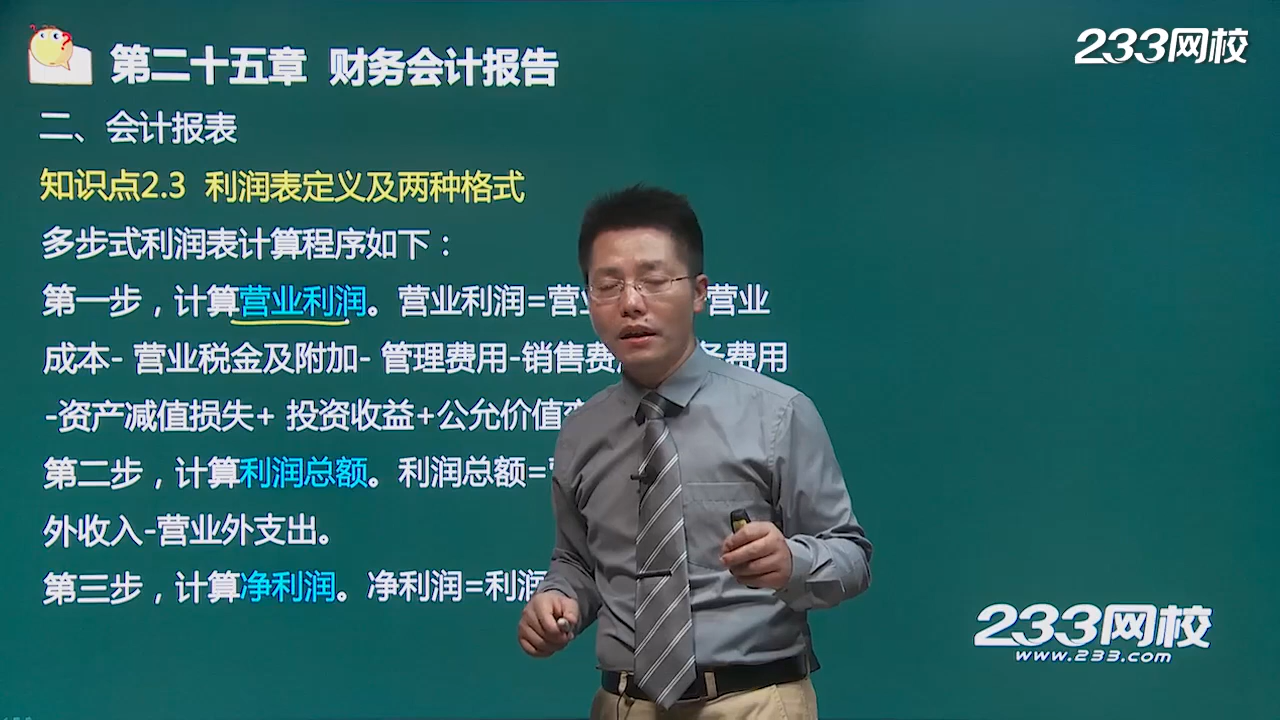 第二十五章 财务会计报告
233网校
二、会计报表
知识点2.3 利润表定义及两种格式
多步式利润表计算程序如下：
第一步，计算营业利润。营业利润=营 营业
成本- 营业税金及附加- 管理费用-销售费 费用
-资产减值损失+ 投资收益+公允价值
第二步，计算利润总额。利润总额=
外收入-营业外支出。
第三步，计算净利润。净利润=利
233网校
www.233.com